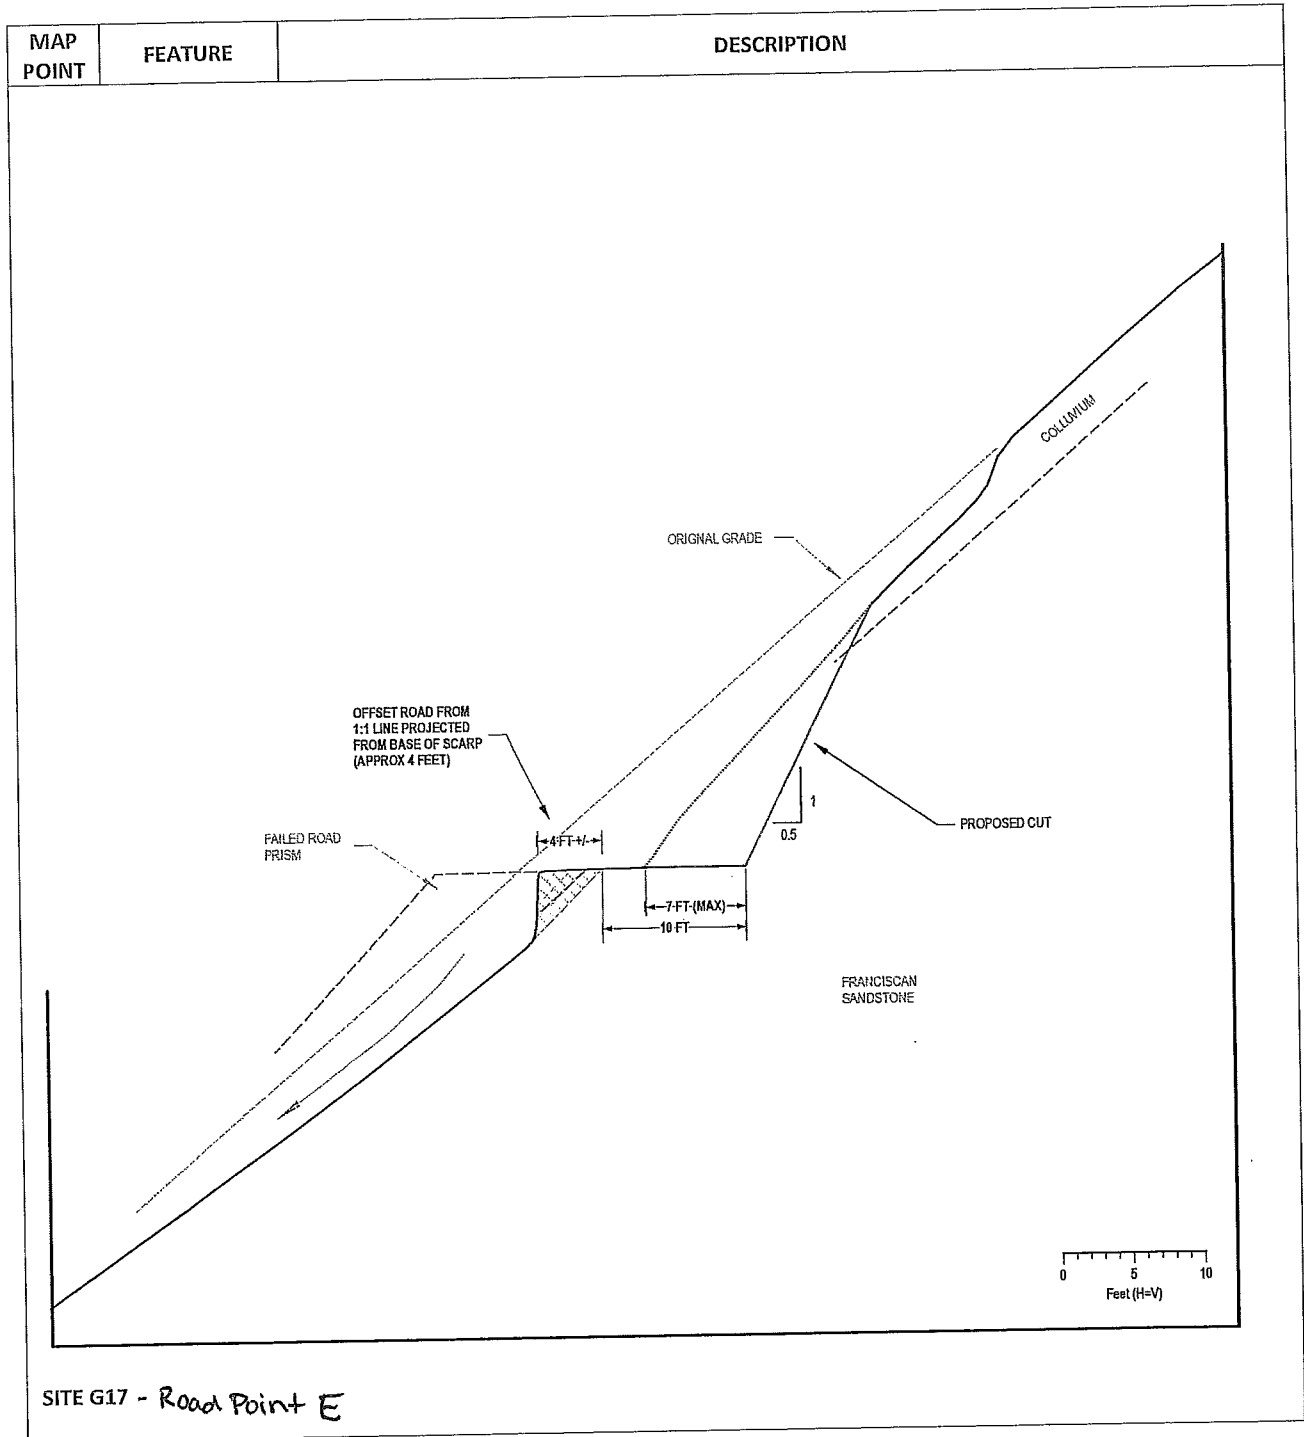 MAP
POINT
FEATURE
DESCRIPTION
COLLUVIUM
ORIGNAL GRADE
OFFSET ROAD FROM
1:1 LINE PROJECTED
FROM BASE OF SCARP
(APPROX 4 FEET)
1
0.5
PROPOSED CUT
FAILED ROAD
PRISM
4 FT +/-
7 FT (MAX)
10 FT
FRANCISCAN
SANDSTONE
0 5 10
Feet (H=V)
SITE G17 - Road Point E